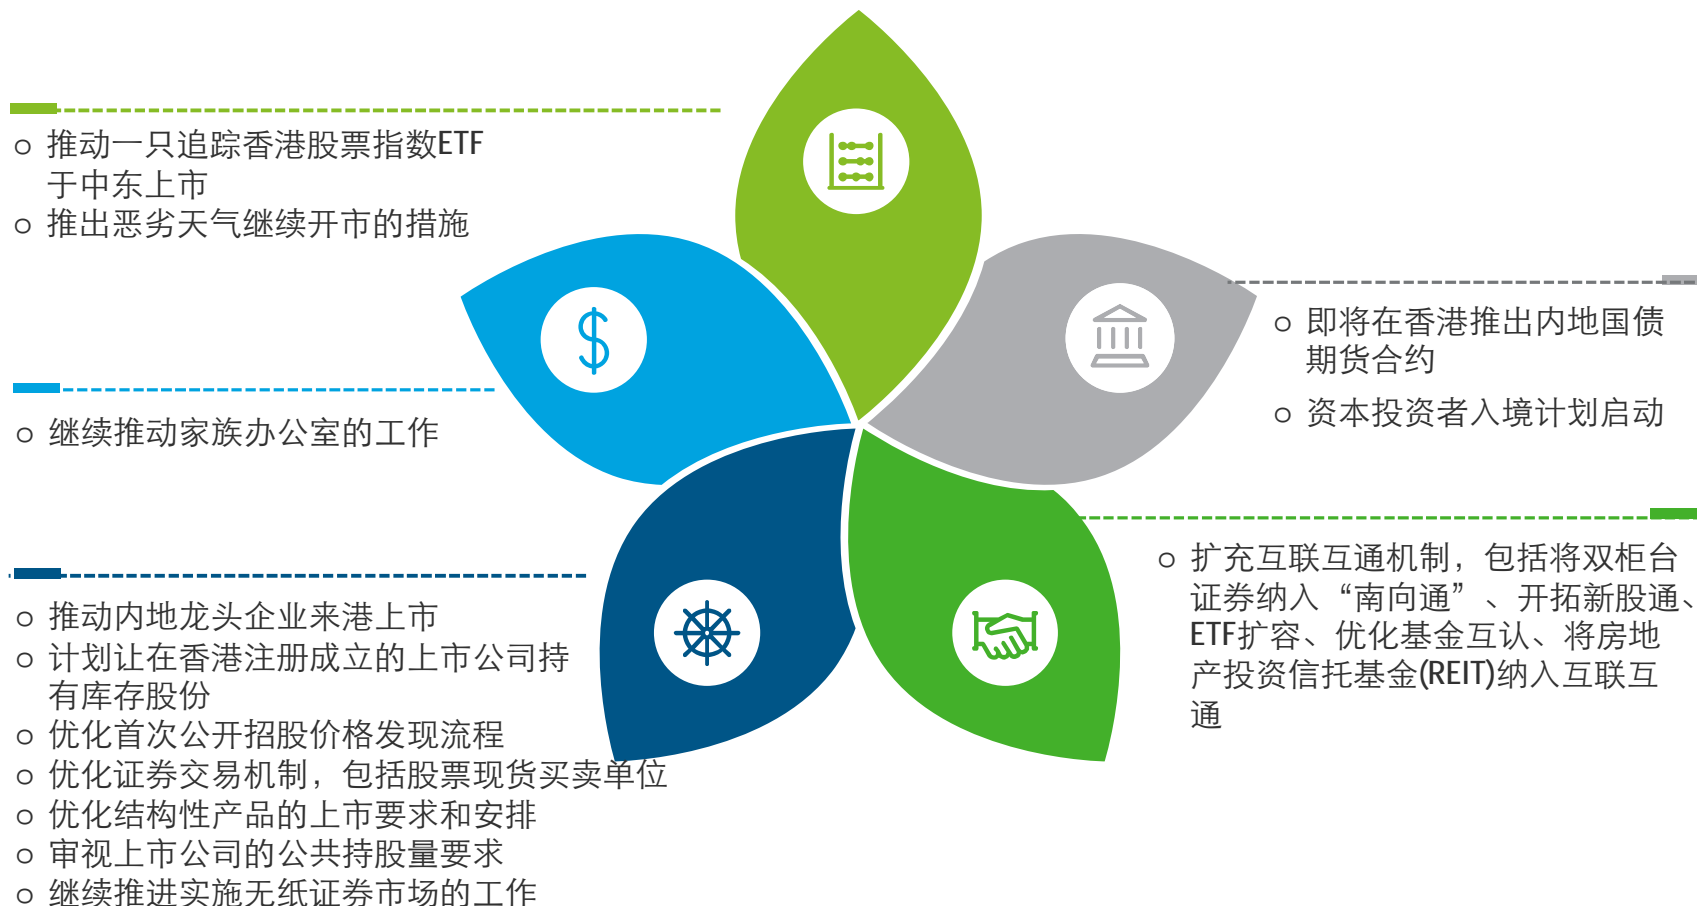 ○ 推动一只追踪香港股票指数ETF
于中东上市
○ 推出恶劣天气继续开市的措施
○ 继续推动家族办公室的工作
○ 推动内地龙头企业来港上市
○ 计划让在香港注册成立的上市公司持
有库存股份
○ 优化首次公开招股价格发现流程
○ 优化证券交易机制，包括股票现货买卖单位
○ 优化结构性产品的上市要求和安排
○ 审视上市公司的公共持股量要求
○ 继续推进实施无纸证券市场的工作
○ 即将在香港推出内地国债
期货合约
○ 资本投资者入境计划启动
○ 扩充互联互通机制，包括将双柜台
证券纳入“南向通”、开拓新股通、
ETF扩容、优化基金互认、将房地
产投资信托基金(REIT)纳入互联互
通